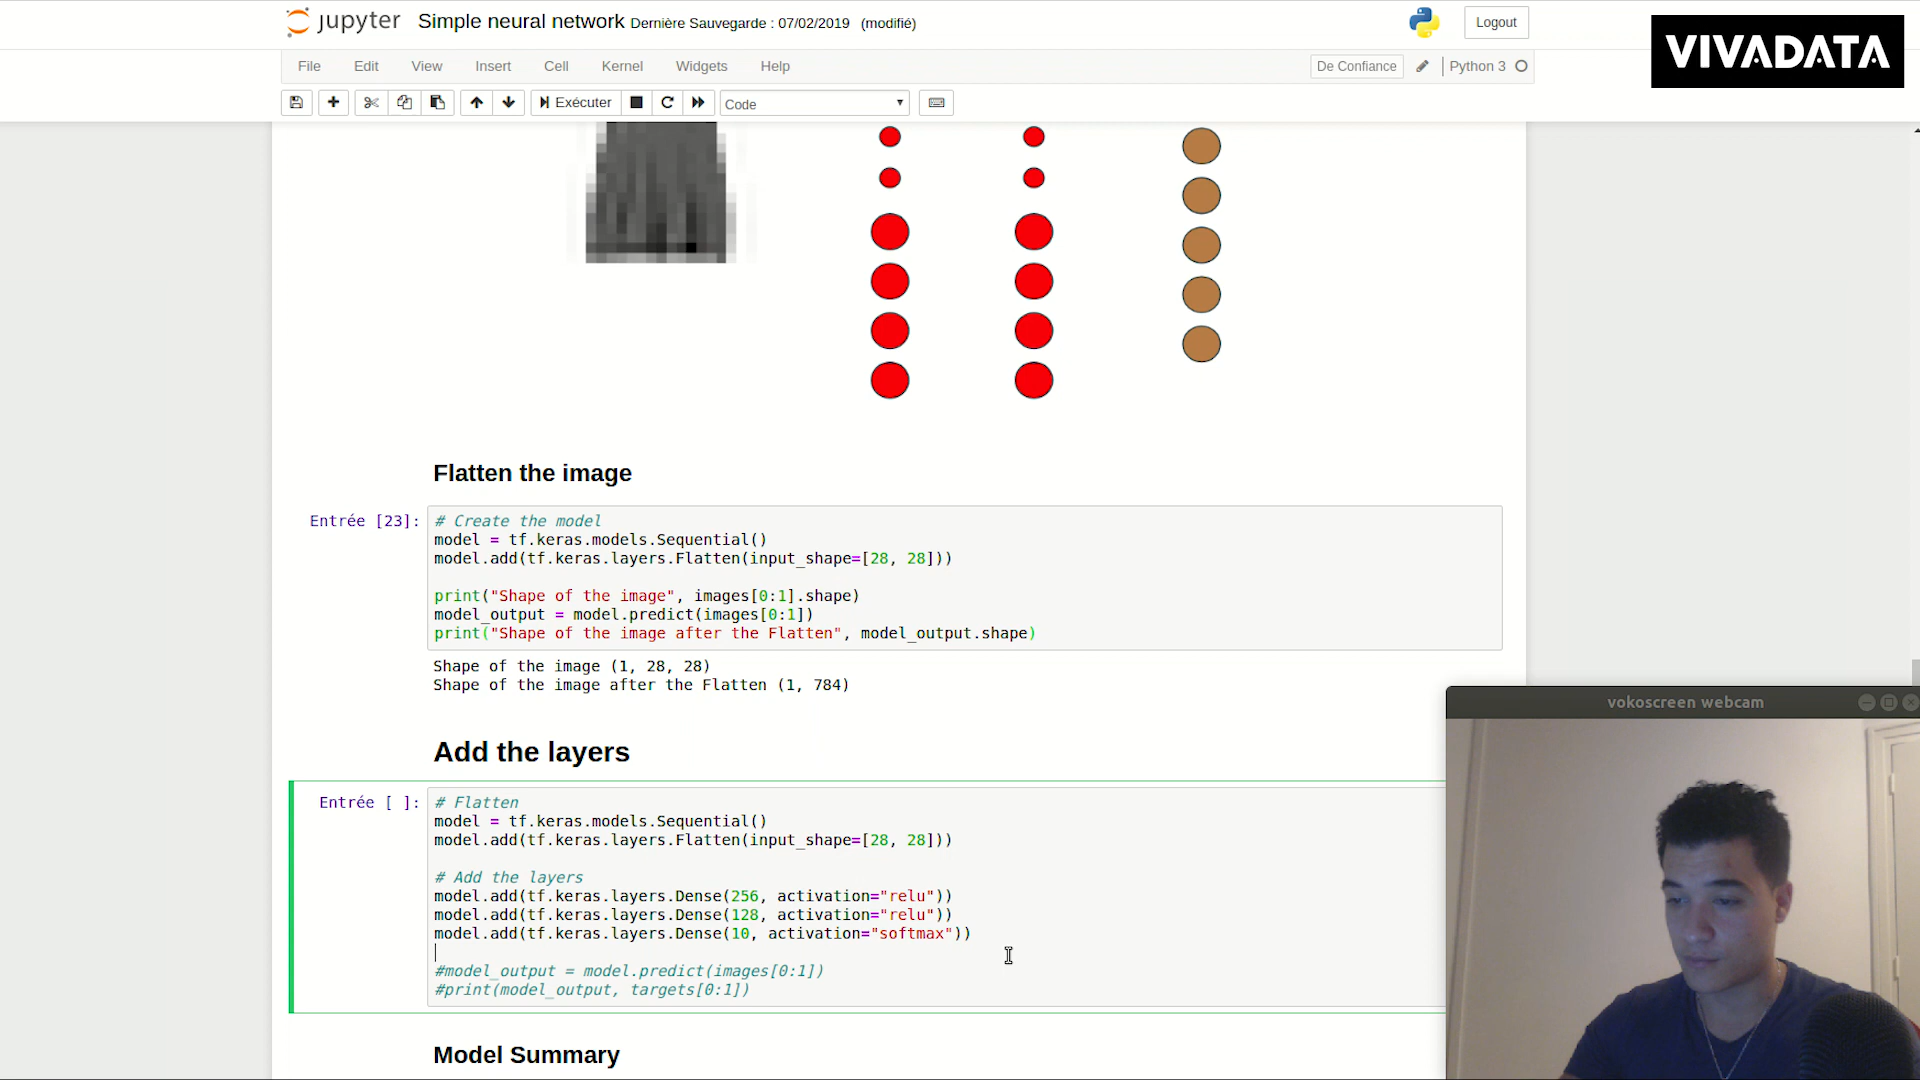 jupyter Simple neural network Dernière Sauvegarde : 07/02/2019 (modifié)
Logout
VIVADATA
File Edit View Insert Cell Kernel Widgets Help
De Confiance
Python 3
Exécuter
Code
Flatten the image
Entrée [23]:
# Create the model
model = tf.keras.models.Sequential()
model.add(tf.keras.layers.Flatten(input_shape=[28, 28]))
print("Shape of the image", images[0:1].shape)
model_output = model.predict(images[0:1])
print("Shape of the image after the Flatten", model_output.shape)
Shape of the image (1, 28, 28)
Shape of the image after the Flatten (1, 784)
vokoscreen webcam
Add the layers
Entrée [ ]:
# Flatten
model = tf.keras.models.Sequential()
model.add(tf.keras.layers.Flatten(input_shape=[28, 28]))
# Add the layers
model.add(tf.keras.layers.Dense(256, activation="relu"))
model.add(tf.keras.layers.Dense(128, activation="relu"))
model.add(tf.keras.layers.Dense(10, activation="softmax"))
#model_output = model.predict(images[0:1])
#print(model_output, targets[0:1])
Model Summary